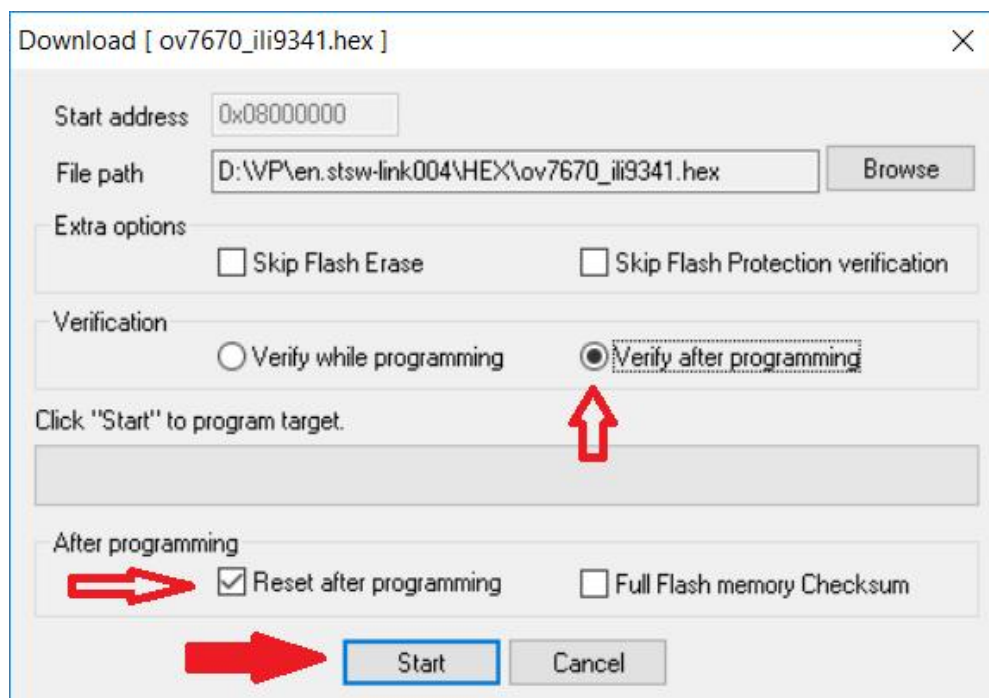 Download [ ov7670_ili9341.hex ]
Start address 0x08000000
File path D:\VP\en.stsw-link004\HEX\ov7670_ili9341.hex Browse
Extra options
Skip Flash Erase Skip Flash Protection verification
Verification
Verify while programming Verify after programming
Click "Start" to program target.
After programming
Reset after programming Full Flash memory Checksum
Start Cancel